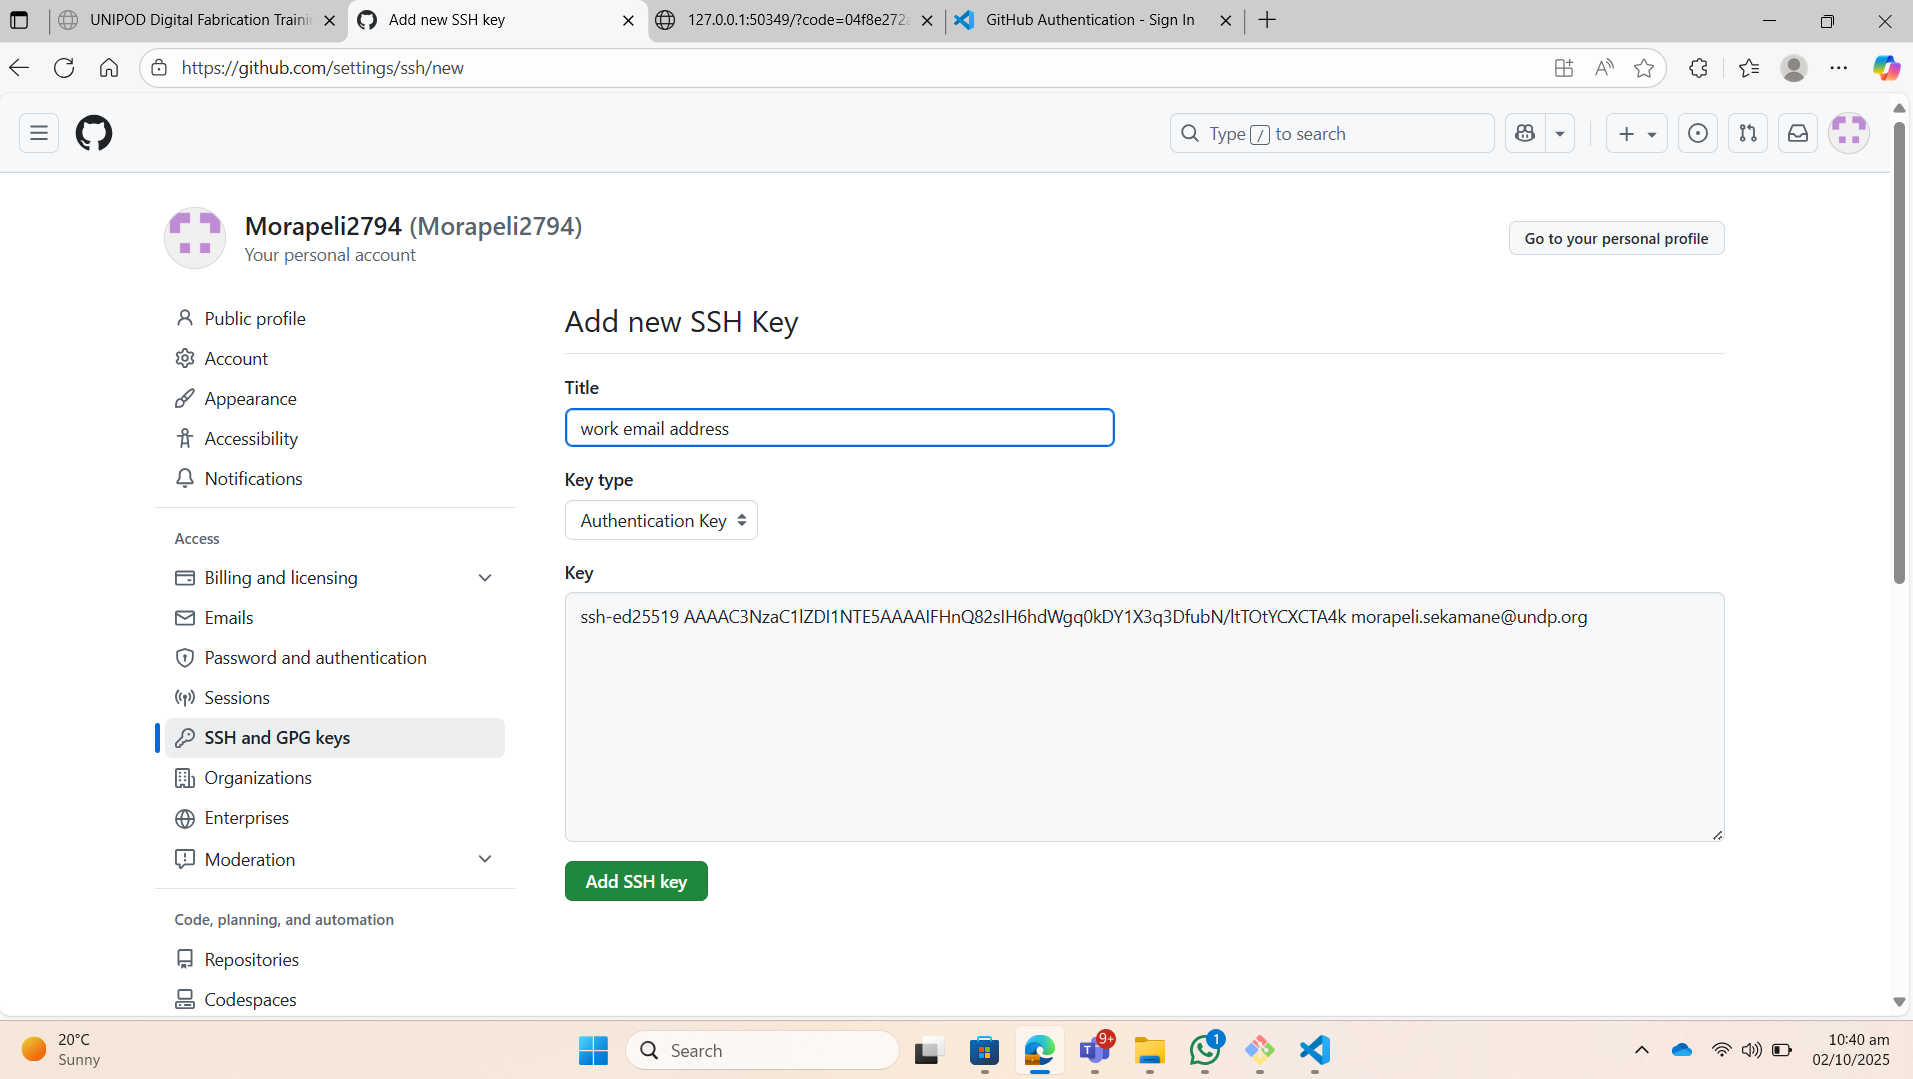 UNIPOD Digital Fabrication Trainin
Add new SSH key
127.0.0.1:50349/?code=04f8e272a
GitHub Authentication - Sign In
https://github.com/settings/ssh/new
Type / to search
Morapeli2794 (Morapeli2794)
Your personal account
Go to your personal profile
Public profile
Account
Appearance
Accessibility
Notifications
Access
Billing and licensing
Emails
Password and authentication
Sessions
SSH and GPG keys
Organizations
Enterprises
Moderation
Code, planning, and automation
Repositories
Codespaces
Add new SSH Key
Title
work email address
Key type
Authentication Key
Key
ssh-ed25519 AAAAC3NzaC1lZDI1NTE5AAAAIFHnQ82sIH6hdWgq0kDY1X3q3DfubN/ltTOtYCXCTA4k morapeli.sekamane@undp.org
Add SSH key
20°C
Sunny
Search
9+
1
10:40 am
02/10/2025